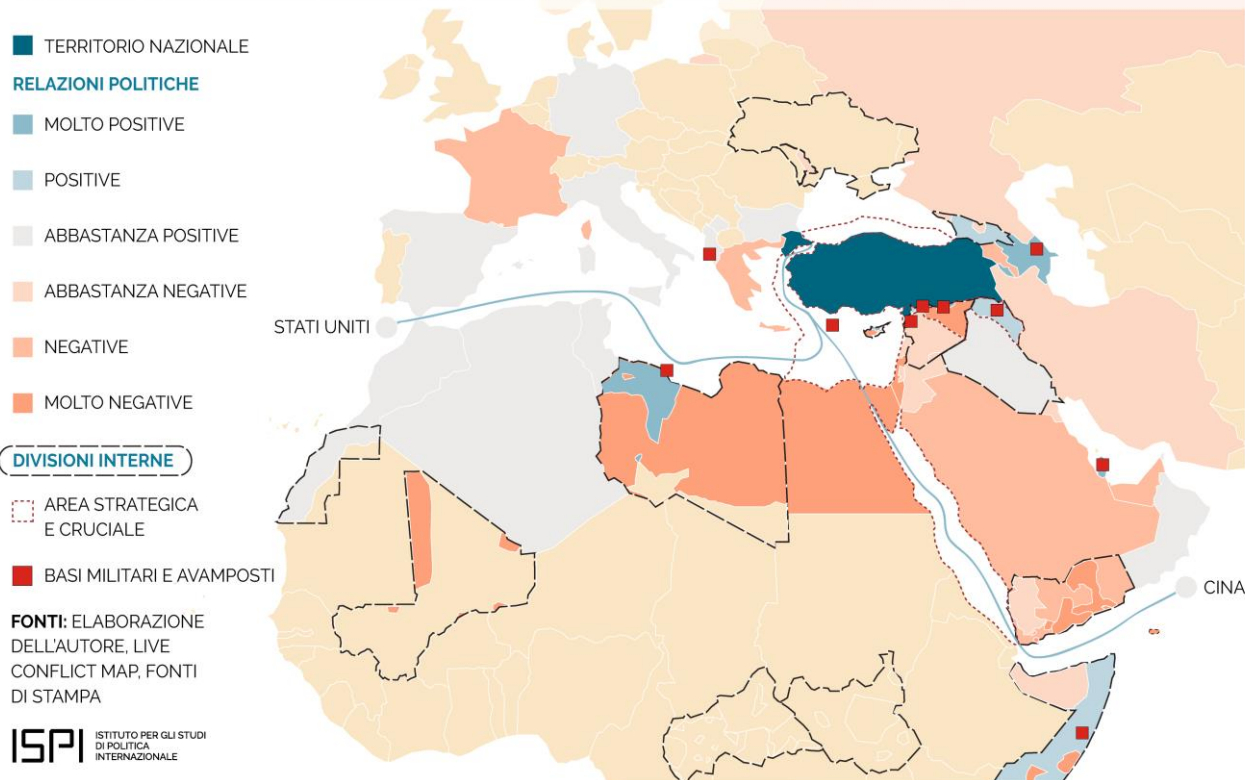 TERRITORIO NAZIONALE
RELAZIONI POLITICHE
MOLTO POSITIVE
POSITIVE
ABBASTANZA POSITIVE
ABBASTANZA NEGATIVE
NEGATIVE
MOLTO NEGATIVE
DIVISIONI INTERNE
AREA STRATEGICA
E CRUCIALE
BASI MILITARI E AVAMPOSTI
FONTI: ELABORAZIONE
DELL'AUTORE, LIVE
CONFLICT MAP, FONTI
DI STAMPA
ISPI
ISTITUTO PER GLI STUDI
DI POLITICA
INTERNAZIONALE
STATI UNITI
CINA